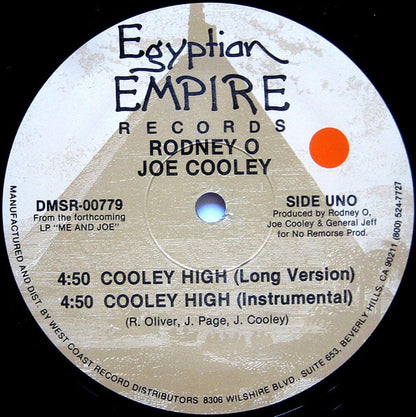 Egyptian
EMPIRE
RECORDS
RODNEY O
JOE COOLEY
DMSR-00779
From the forthcoming
LP "ME AND JOE"
SIDE UNO
Produced by Rodney O,
Joe Cooley & General Jeff
for No Remorse Prod.
4:50 COOLEY HIGH (Long Version)
4:50 COOLEY HIGH (Instrumental)
(R. Oliver, J. Page, J. Cooley)
MANUFACTURED AND DIST. BY WEST COAST RECORD DISTRIBUTORS 8306 WILSHIRE BLVD., SUITE 653, BEVERLY HILLS, CA 90211 (800) 524-7727